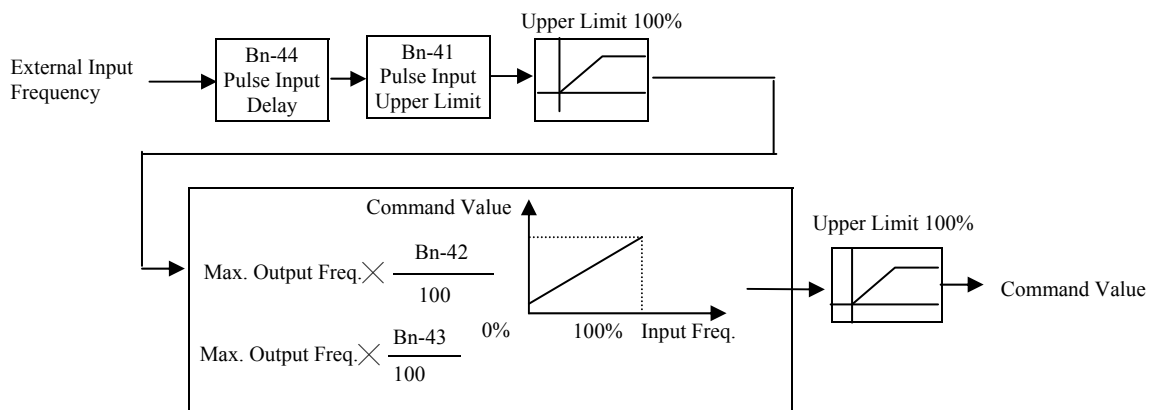 Upper Limit 100%
External Input
Frequency
Bn-44
Pulse Input
Delay
Bn-41
Pulse Input
Upper Limit
Command Value
Max. Output Freq.╳ Bn-42
100
Max. Output Freq.╳ Bn-43
100
0%
100%
Input Freq.
Upper Limit 100%
Command Value